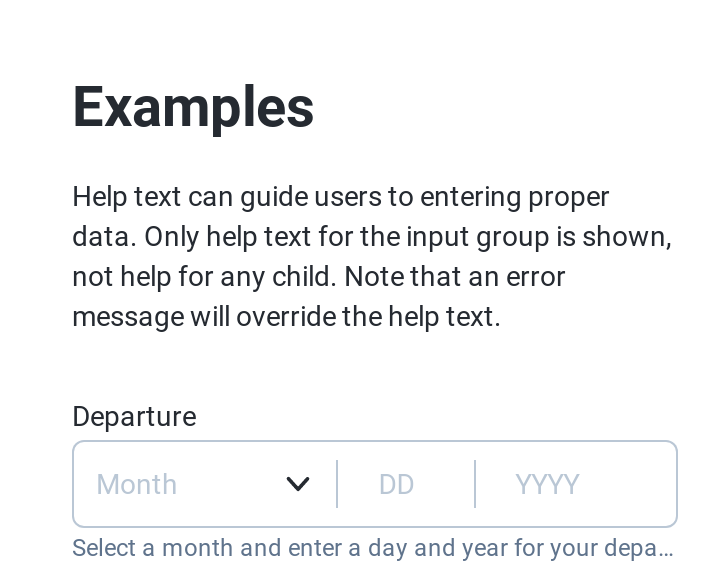 Examples
Help text can guide users to entering proper
data. Only help text for the input group is shown,
not help for any child. Note that an error
message will override the help text.
Departure
Month DD YYYY
Select a month and enter a day and year for your depa…